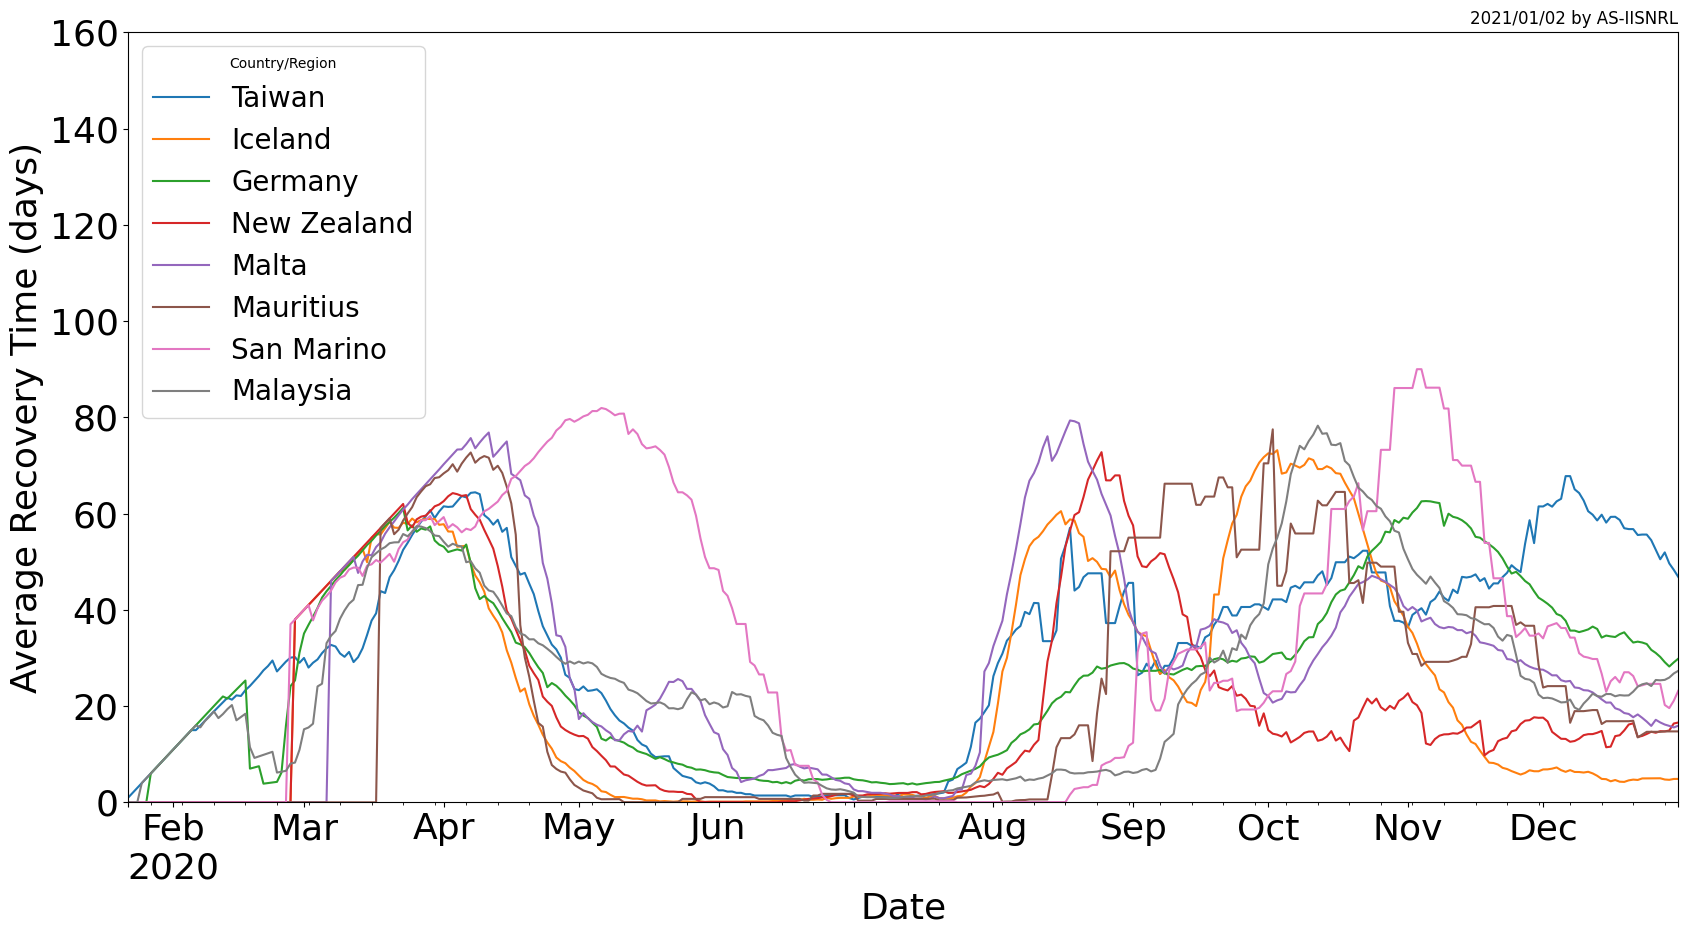 2021/01/02 by AS-IISNRL
Average Recovery Time (days)
160
140
120
100
80
60
40
20
0
Country/Region
Taiwan
Iceland
Germany
New Zealand
Malta
Mauritius
San Marino
Malaysia
Feb Mar Apr May Jun Jul Aug Sep Oct Nov Dec
2020
Date